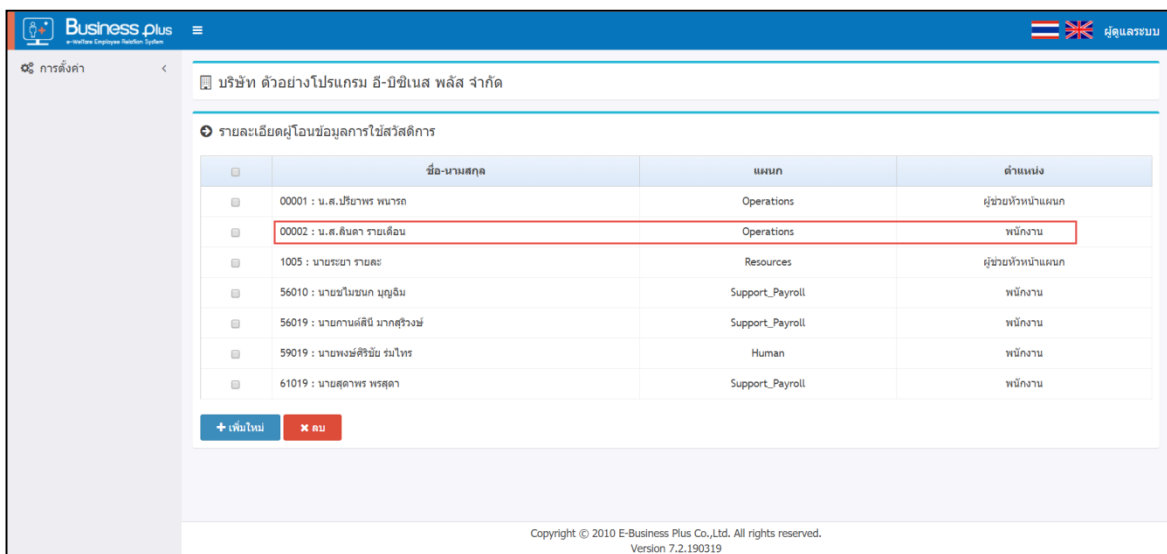 Business plus
e-Welfare Employee Relation System
ผู้ดูแลระบบ
การตั้งค่า
บริษัท ตัวอย่างโปรแกรม อี-บิซิเนส พลัส จำกัด
รายละเอียดผู้โอนข้อมูลการใช้สวัสดิการ
ชื่อ-นามสกุล แผนก ตำแหน่ง
00001 : น.ส.ปรียาพร พนารถ Operations ผู้ช่วยหัวหน้าแผนก
00002 : น.ส.ตินตา รายเดือน Operations พนักงาน
1005 : นายระยา รายละ Resources ผู้ช่วยหัวหน้าแผนก
56010 : นายชไมชนก บุญฉิม Support_Payroll พนักงาน
56019 : นายกานต์สินี มากสุริวงษ์ Support_Payroll พนักงาน
59019 : นายพงษ์ศิริชัย ร่มไทร Human พนักงาน
61019 : นายสุดาพร พรสุดา Support_Payroll พนักงาน
เพิ่มใหม่ ลบ
Copyright © 2010 E-Business Plus Co.,Ltd. All rights reserved.
Version 7.2.190319